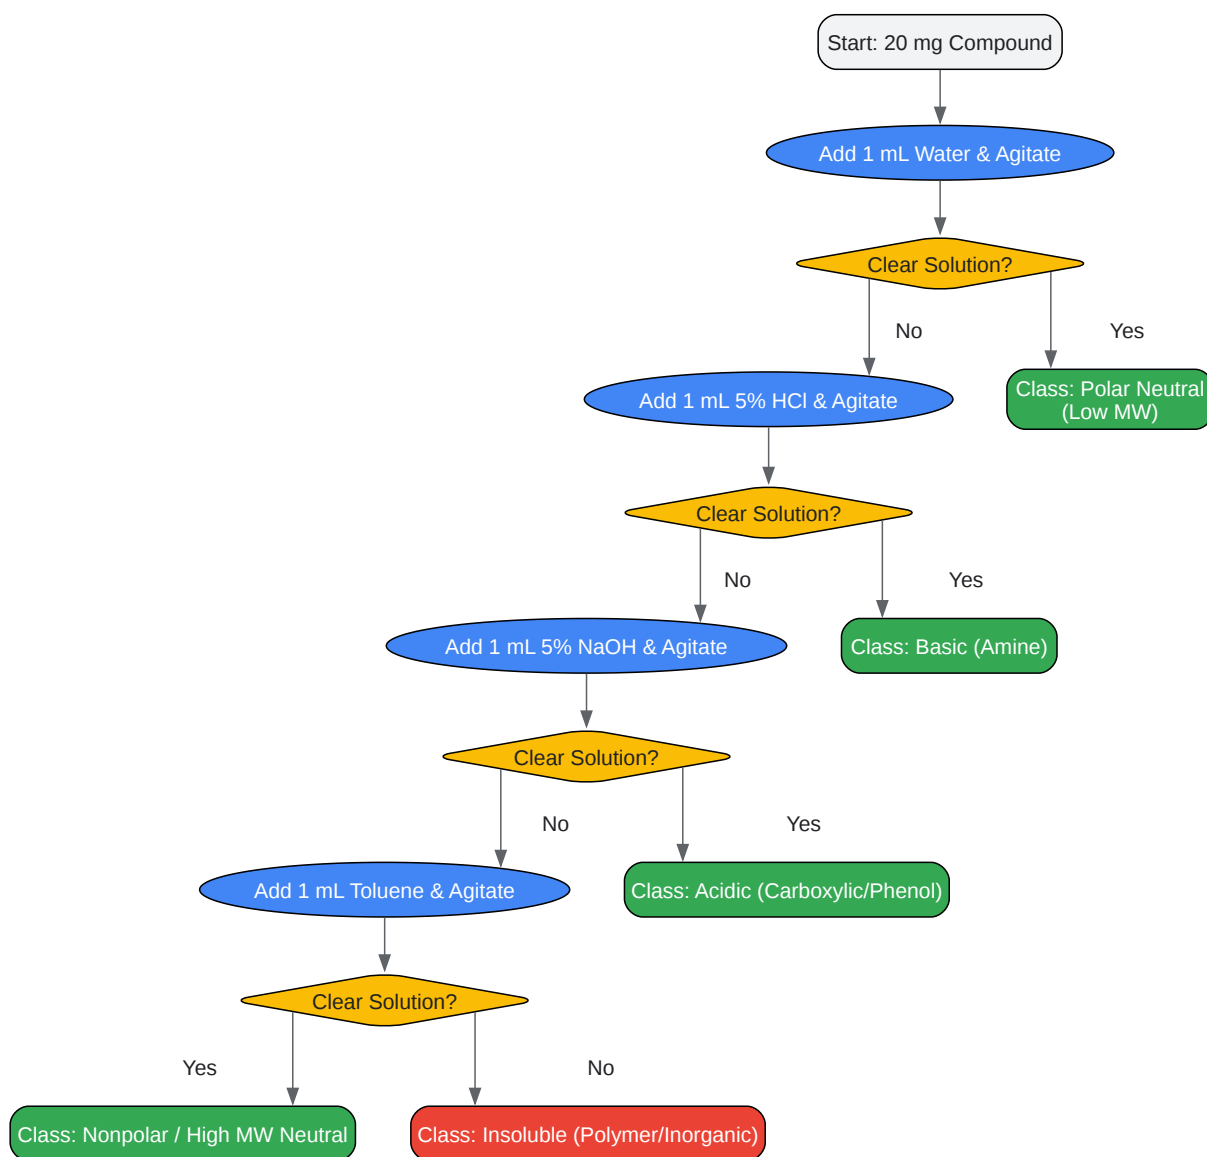 Start: 20 mg Compound
Add 1 mL Water & Agitate
Clear Solution?
No
Yes
Class: Polar Neutral
(Low MW)
Add 1 mL 5% HCl & Agitate
Clear Solution?
No
Yes
Class: Basic (Amine)
Add 1 mL 5% NaOH & Agitate
Clear Solution?
No
Yes
Class: Acidic (Carboxylic/Phenol)
Add 1 mL Toluene & Agitate
Clear Solution?
Yes
No
Class: Nonpolar / High MW Neutral
Class: Insoluble (Polymer/Inorganic)